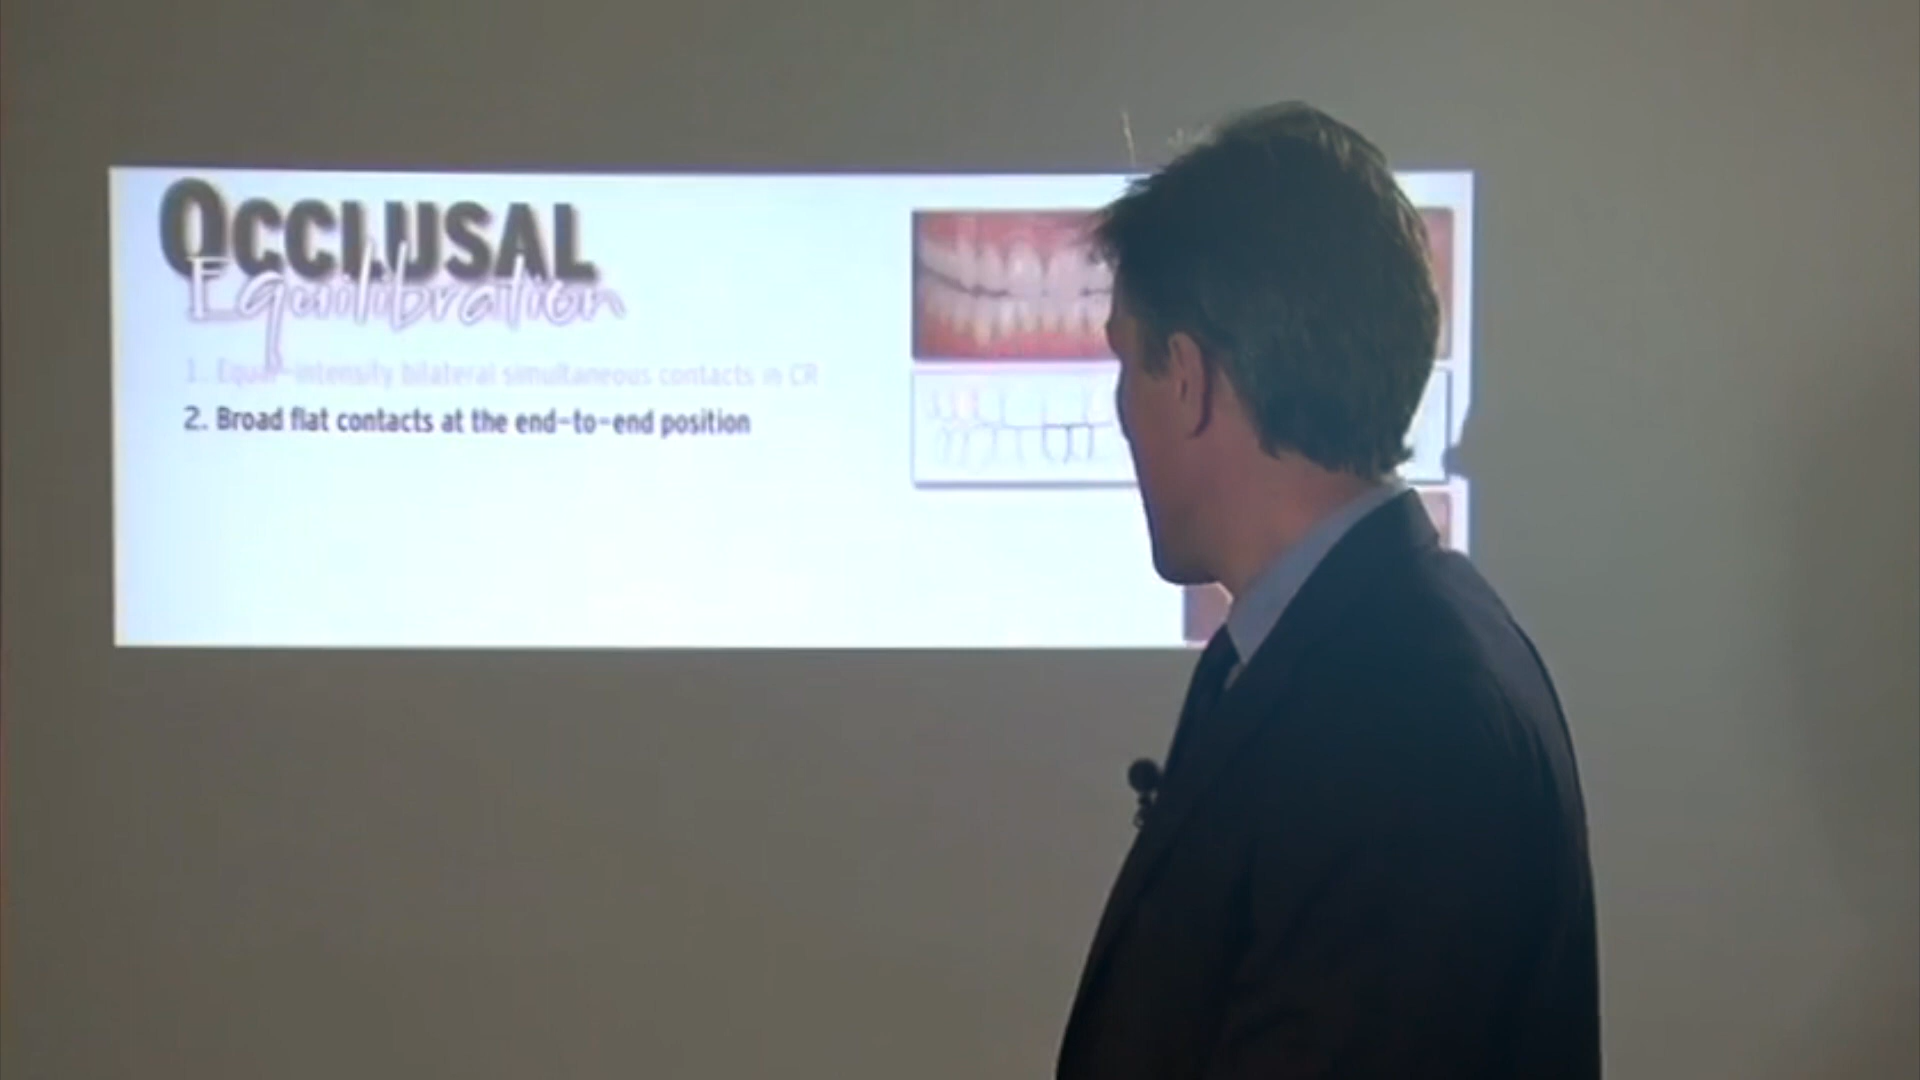 OCCLUSAL
Equilibration
1. Equal-intensity bilateral simultaneous contacts in CR
2. Broad flat contacts at the end-to-end position